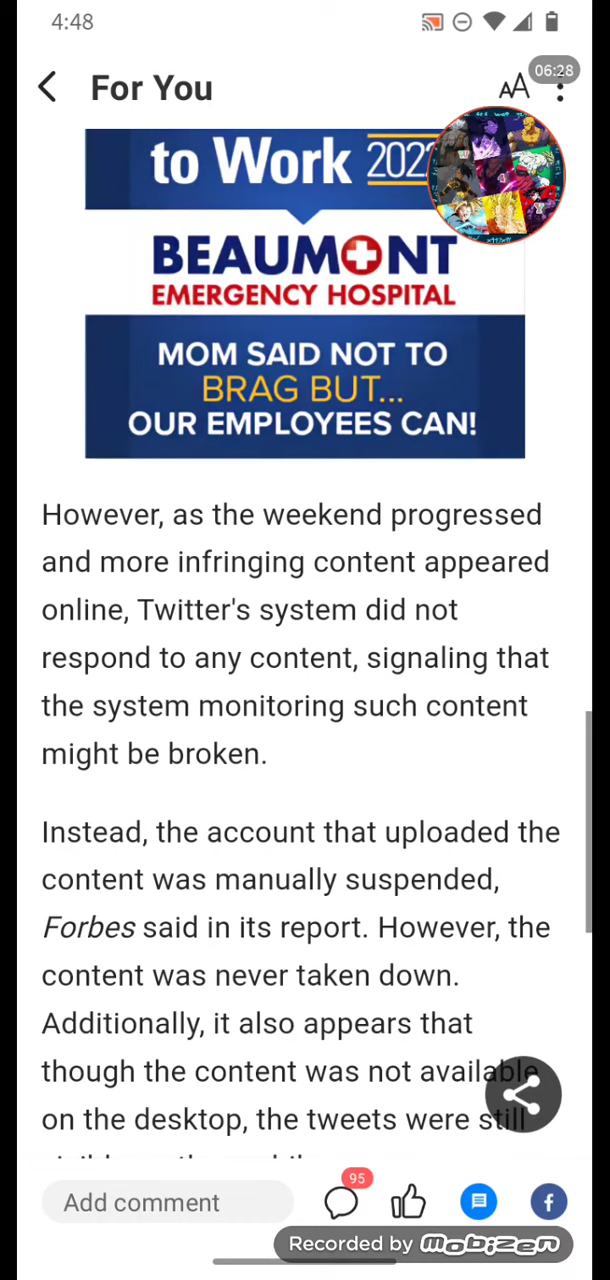 4:48
06:28
For You
AA
to Work 202
BEAUMONT
EMERGENCY HOSPITAL
MOM SAID NOT TO
BRAG BUT...
OUR EMPLOYEES CAN!
However, as the weekend progressed
and more infringing content appeared
online, Twitter's system did not
respond to any content, signaling that
the system monitoring such content
might be broken.
Instead, the account that uploaded the
content was manually suspended,
Forbes said in its report. However, the
content was never taken down.
Additionally, it also appears that
though the content was not available
on the desktop, the tweets were still
95
Add comment
f
Recorded by mobizen